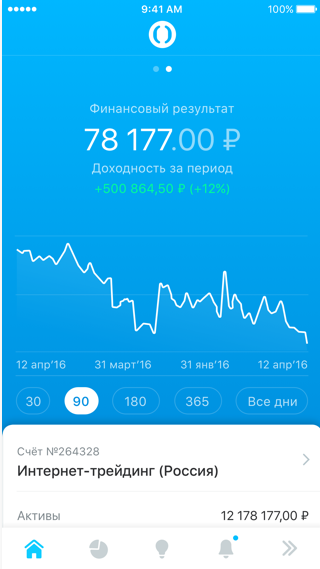 9:41 AM
100%
Финансовый результат
78 177.00 ₽
Доходность за период
+500 864,50 ₽ (+12%)
12 апр'16 31 март'16 31 янв'16 12 апр'16
30 90 180 365 Все дни
Счёт №264328
Интернет-трейдинг (Россия)
Активы 12 178 177,00 ₽